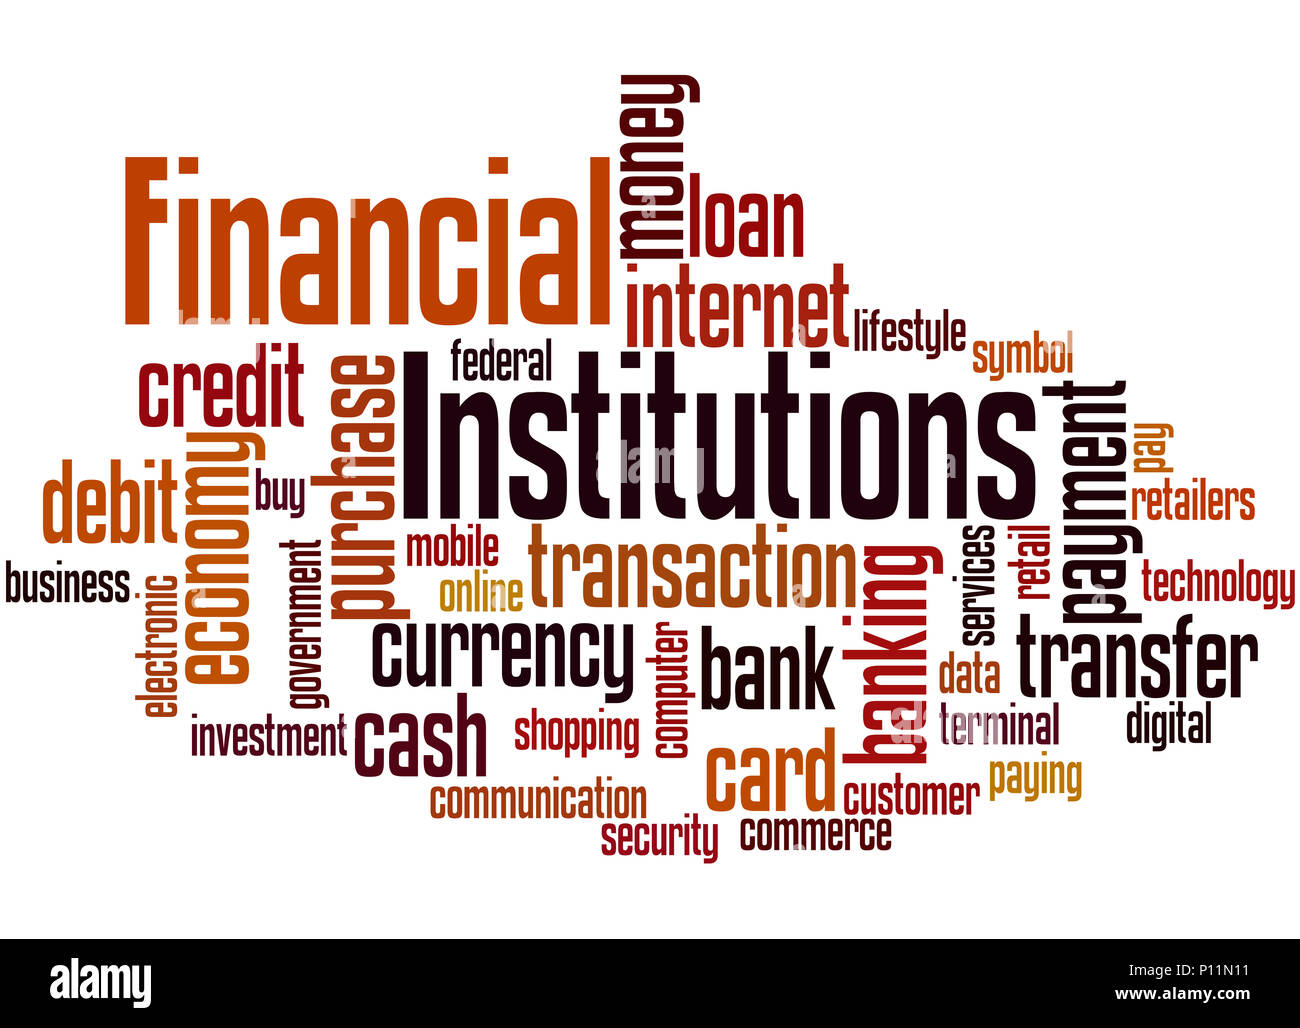 money
Financial
loan
internet
lifestyle
symbol
federal
credit
purchase
Institutions
payment
pay
economy
debit
buy
retailers
mobile
transaction
banking
services
retail
technology
business
electronic
government
online
currency
computer
bank
data
transfer
investment
cash
shopping
terminal
digital
card
customer
paying
communication
security
commerce
alamy
Image ID: P11N11
www.alamy.com